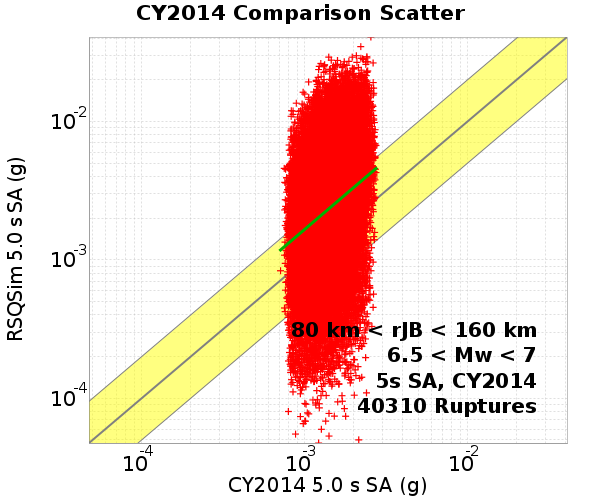 CY2014 Comparison Scatter
RSQSim 5.0 s SA (g)
10-2
10-3
10-4
80 km < rJB < 160 km
6.5 < Mw < 7
5s SA, CY2014
40310 Ruptures
10-4 10-3 10-2
CY2014 5.0 s SA (g)